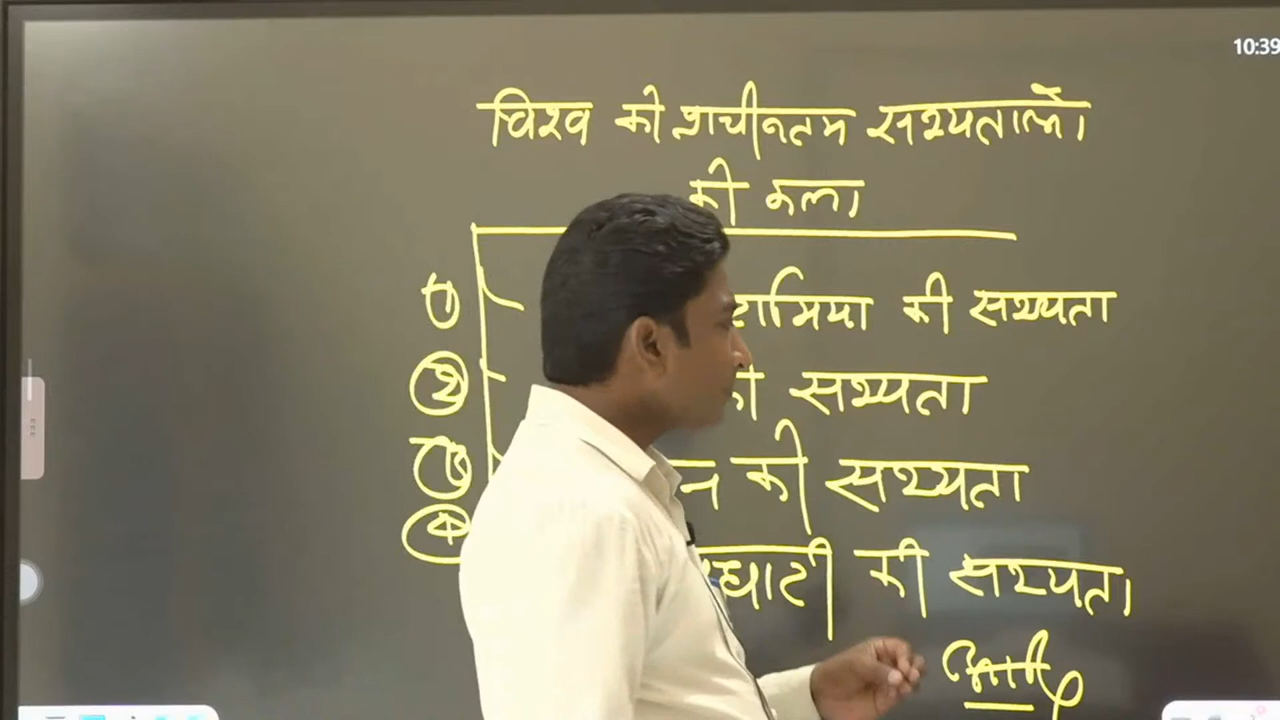 10:39
विश्व की प्राचीनतम सभ्यताओं
की कला
① टामिया की सभ्यता
② की सभ्यता
③ न की सभ्यता
④ घाटी की सभ्यता